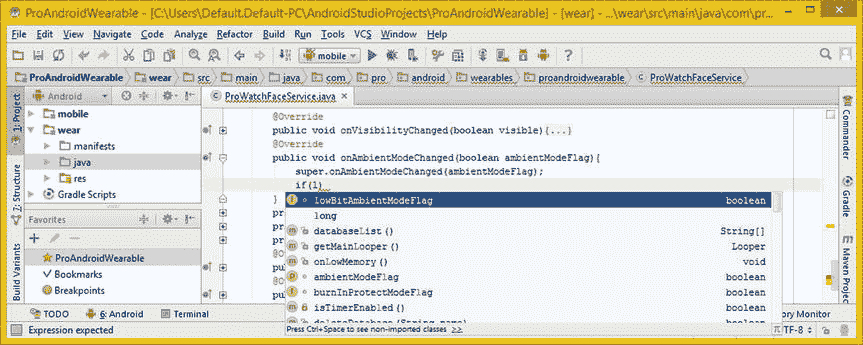 ProAndroidWearable - [C:\Users\Default.Default-PC\AndroidStudioProjects\ProAndroidWearable] - [wear] - ...\wear\src\main\java\com\pr...
File Edit View Navigate Code Analyze Refactor Build Run Tools VCS Window Help
mobile
ProAndroidWearable wear src main java com pro android wearables proandroidwearable ProWatchFaceService
Android
ProWatchFaceService.java
1: Project
7: Structure
Build Variants
mobile
wear
manifests
java
res
Gradle Scripts
Favorites
ProAndroidWearable
Bookmarks
Breakpoints
@Override
public void onVisibilityChanged(boolean visible){...}
@Override
public void onAmbientModeChanged(boolean ambientModeFlag){
super.onAmbientModeChanged(ambientModeFlag);
if(l)
}
pr
pr
pr
@O
pu
@O
pu
lowBitAmbientModeFlag boolean
long
databaseList() String[]
getMainLooper() Looper
onLowMemory() void
ambientModeFlag boolean
burnInProtectModeFlag boolean
isTimerEnabled() boolean
deleteDatabase(String name) boolean
Press Ctrl+Space to see non-imported classes >>
π
Commander
Gradle
Maven Projec
TODO 6: Android Terminal
ory Monitor
Expression expected
TF-8